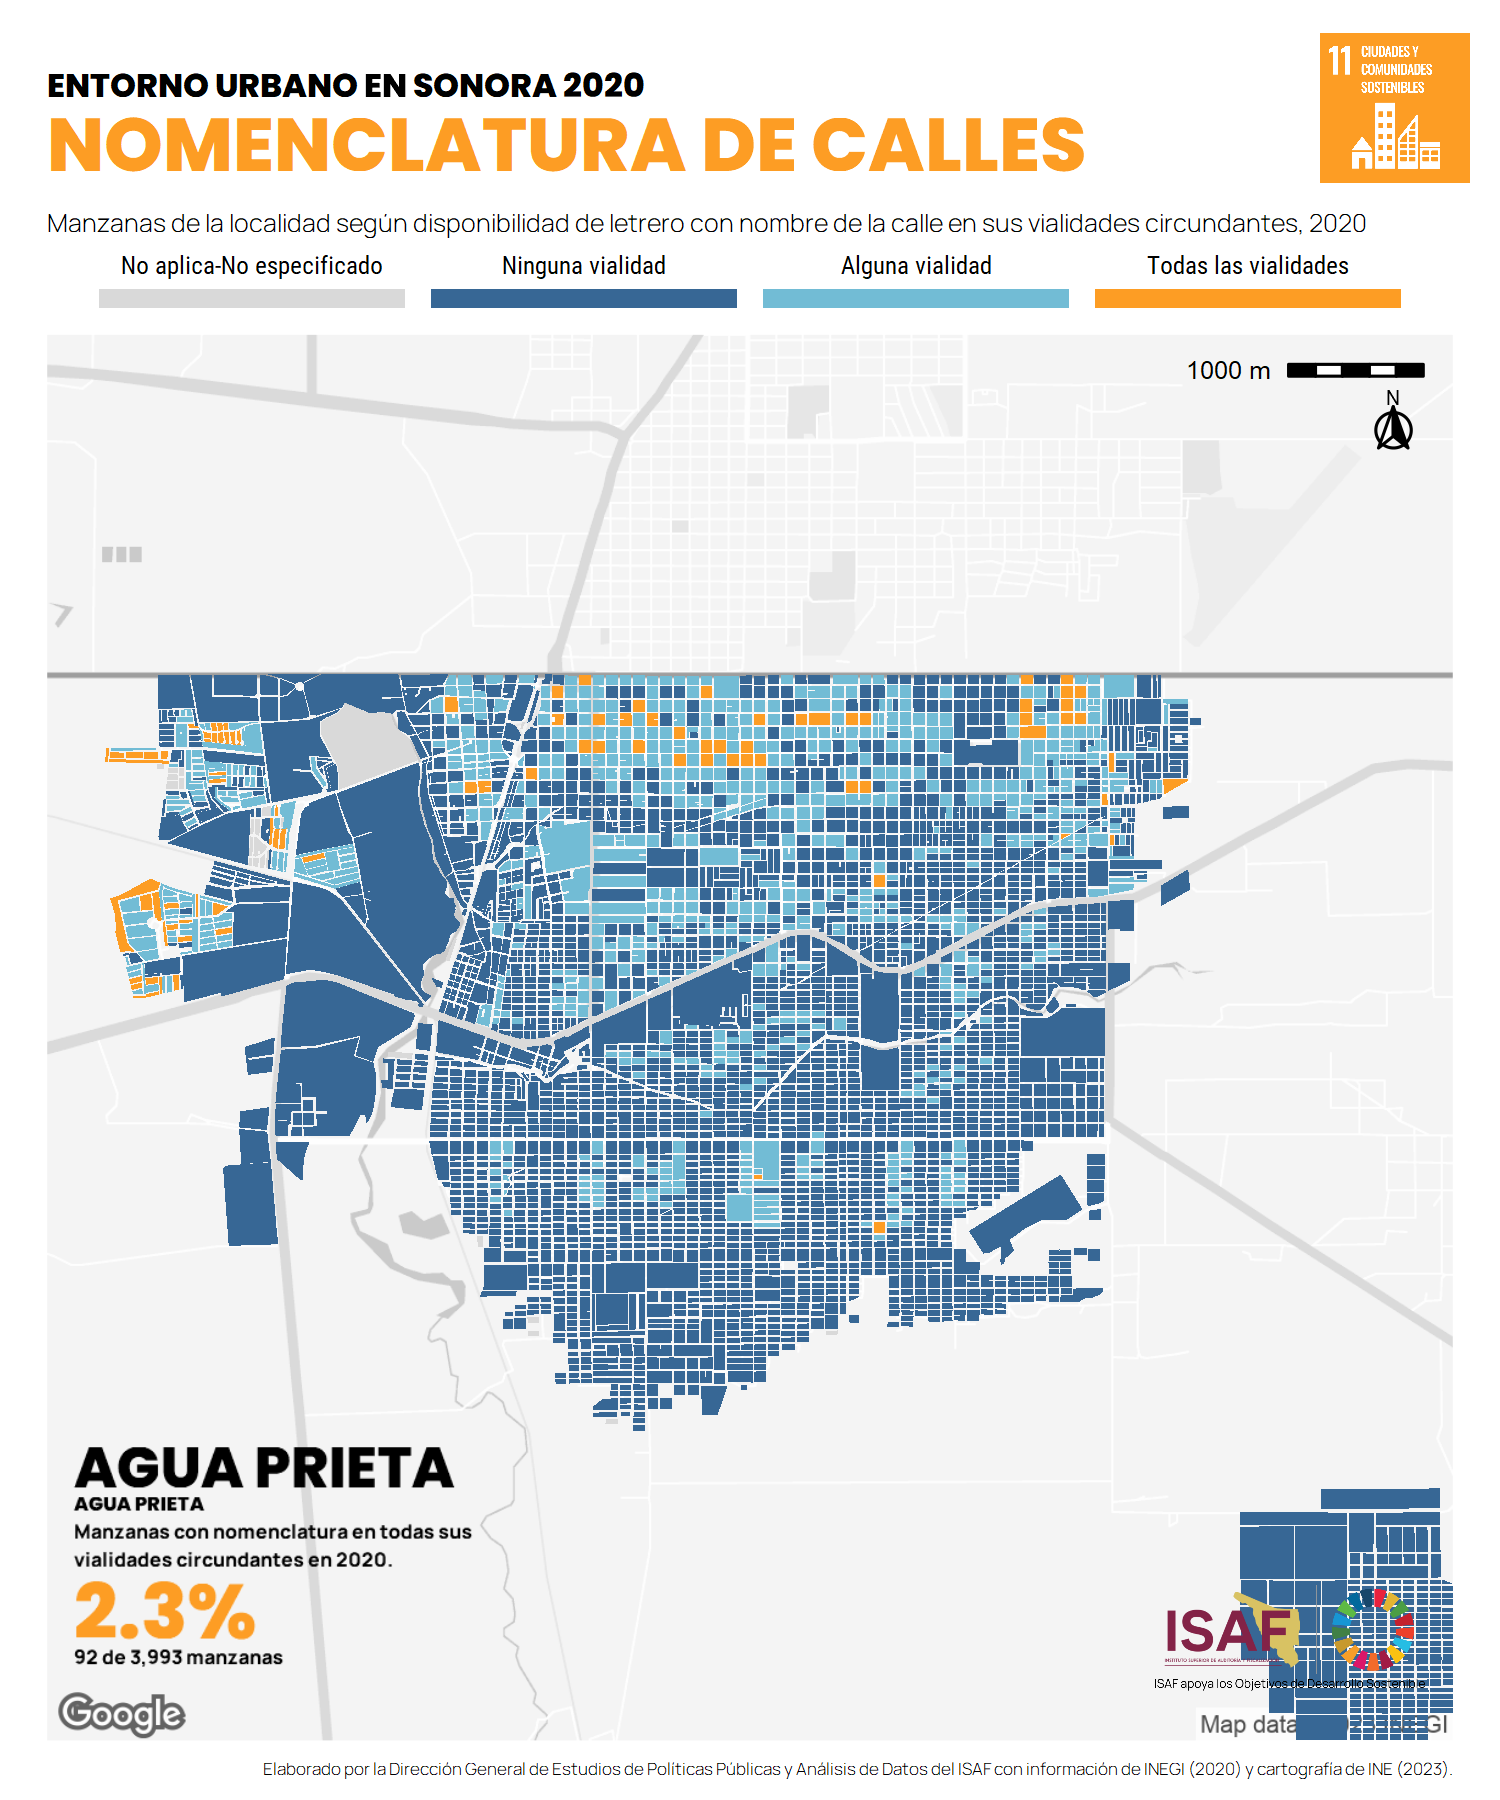 ENTORNO URBANO EN SONORA 2020
NOMENCLATURA DE CALLES
11 CIUDADES Y
COMUNIDADES
SOSTENIBLES
Manzanas de la localidad según disponibilidad de letrero con nombre de la calle en sus vialidades circundantes, 2020
No aplica-No especificado Ninguna vialidad Alguna vialidad Todas las vialidades
1000 m
N
AGUA PRIETA
AGUA PRIETA
Manzanas con nomenclatura en todas sus
vialidades circundantes en 2020.
2.3%
92 de 3,993 manzanas
ISAF
ISAF apoya los Objetivos de Desarrollo Sostenible
Google
Map data
Elaborado por la Dirección General de Estudios de Políticas Públicas y Análisis de Datos del ISAF con información de INEGI (2020) y cartografía de INE (2023).